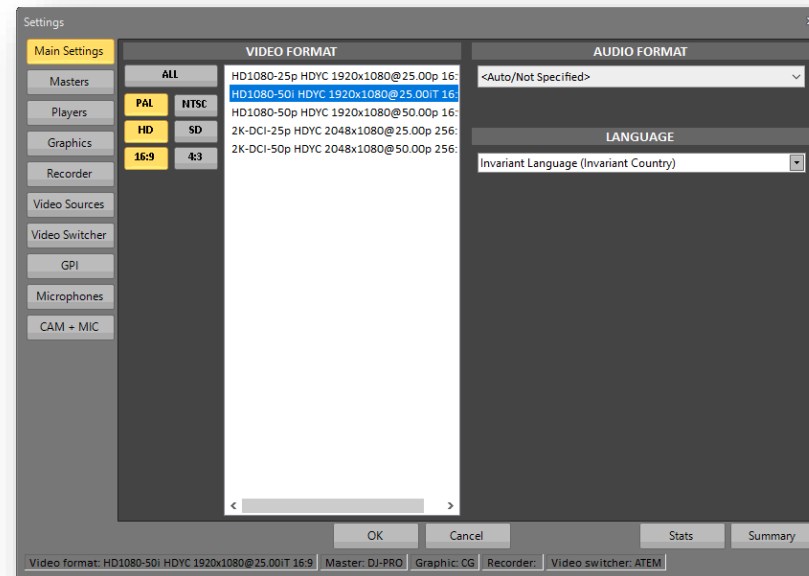 Settings
Main Settings
Masters
Players
Graphics
Recorder
Video Sources
Video Switcher
GPI
Microphones
CAM + MIC
VIDEO FORMAT
ALL
PAL NTSC
HD SD
16:9 4:3
HD1080-25p HDYC 1920x1080@25.00p 16:
HD1080-50i HDYC 1920x1080@25.00iT 16:
HD1080-50p HDYC 1920x1080@50.00p 16:
2K-DCI-25p HDYC 2048x1080@25.00p 256:
2K-DCI-50p HDYC 2048x1080@50.00p 256:
AUDIO FORMAT
<Auto/Not Specified>
LANGUAGE
Invariant Language (Invariant Country)
OK Cancel Stats Summary
Video format: HD1080-50i HDYC 1920x1080@25.00iT 16:9 Master: DJ-PRO Graphic: CG Recorder: Video switcher: ATEM